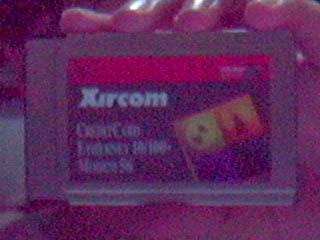 Xircom
CREDITCARD
ETHERNET 10/100+
MODEM 56